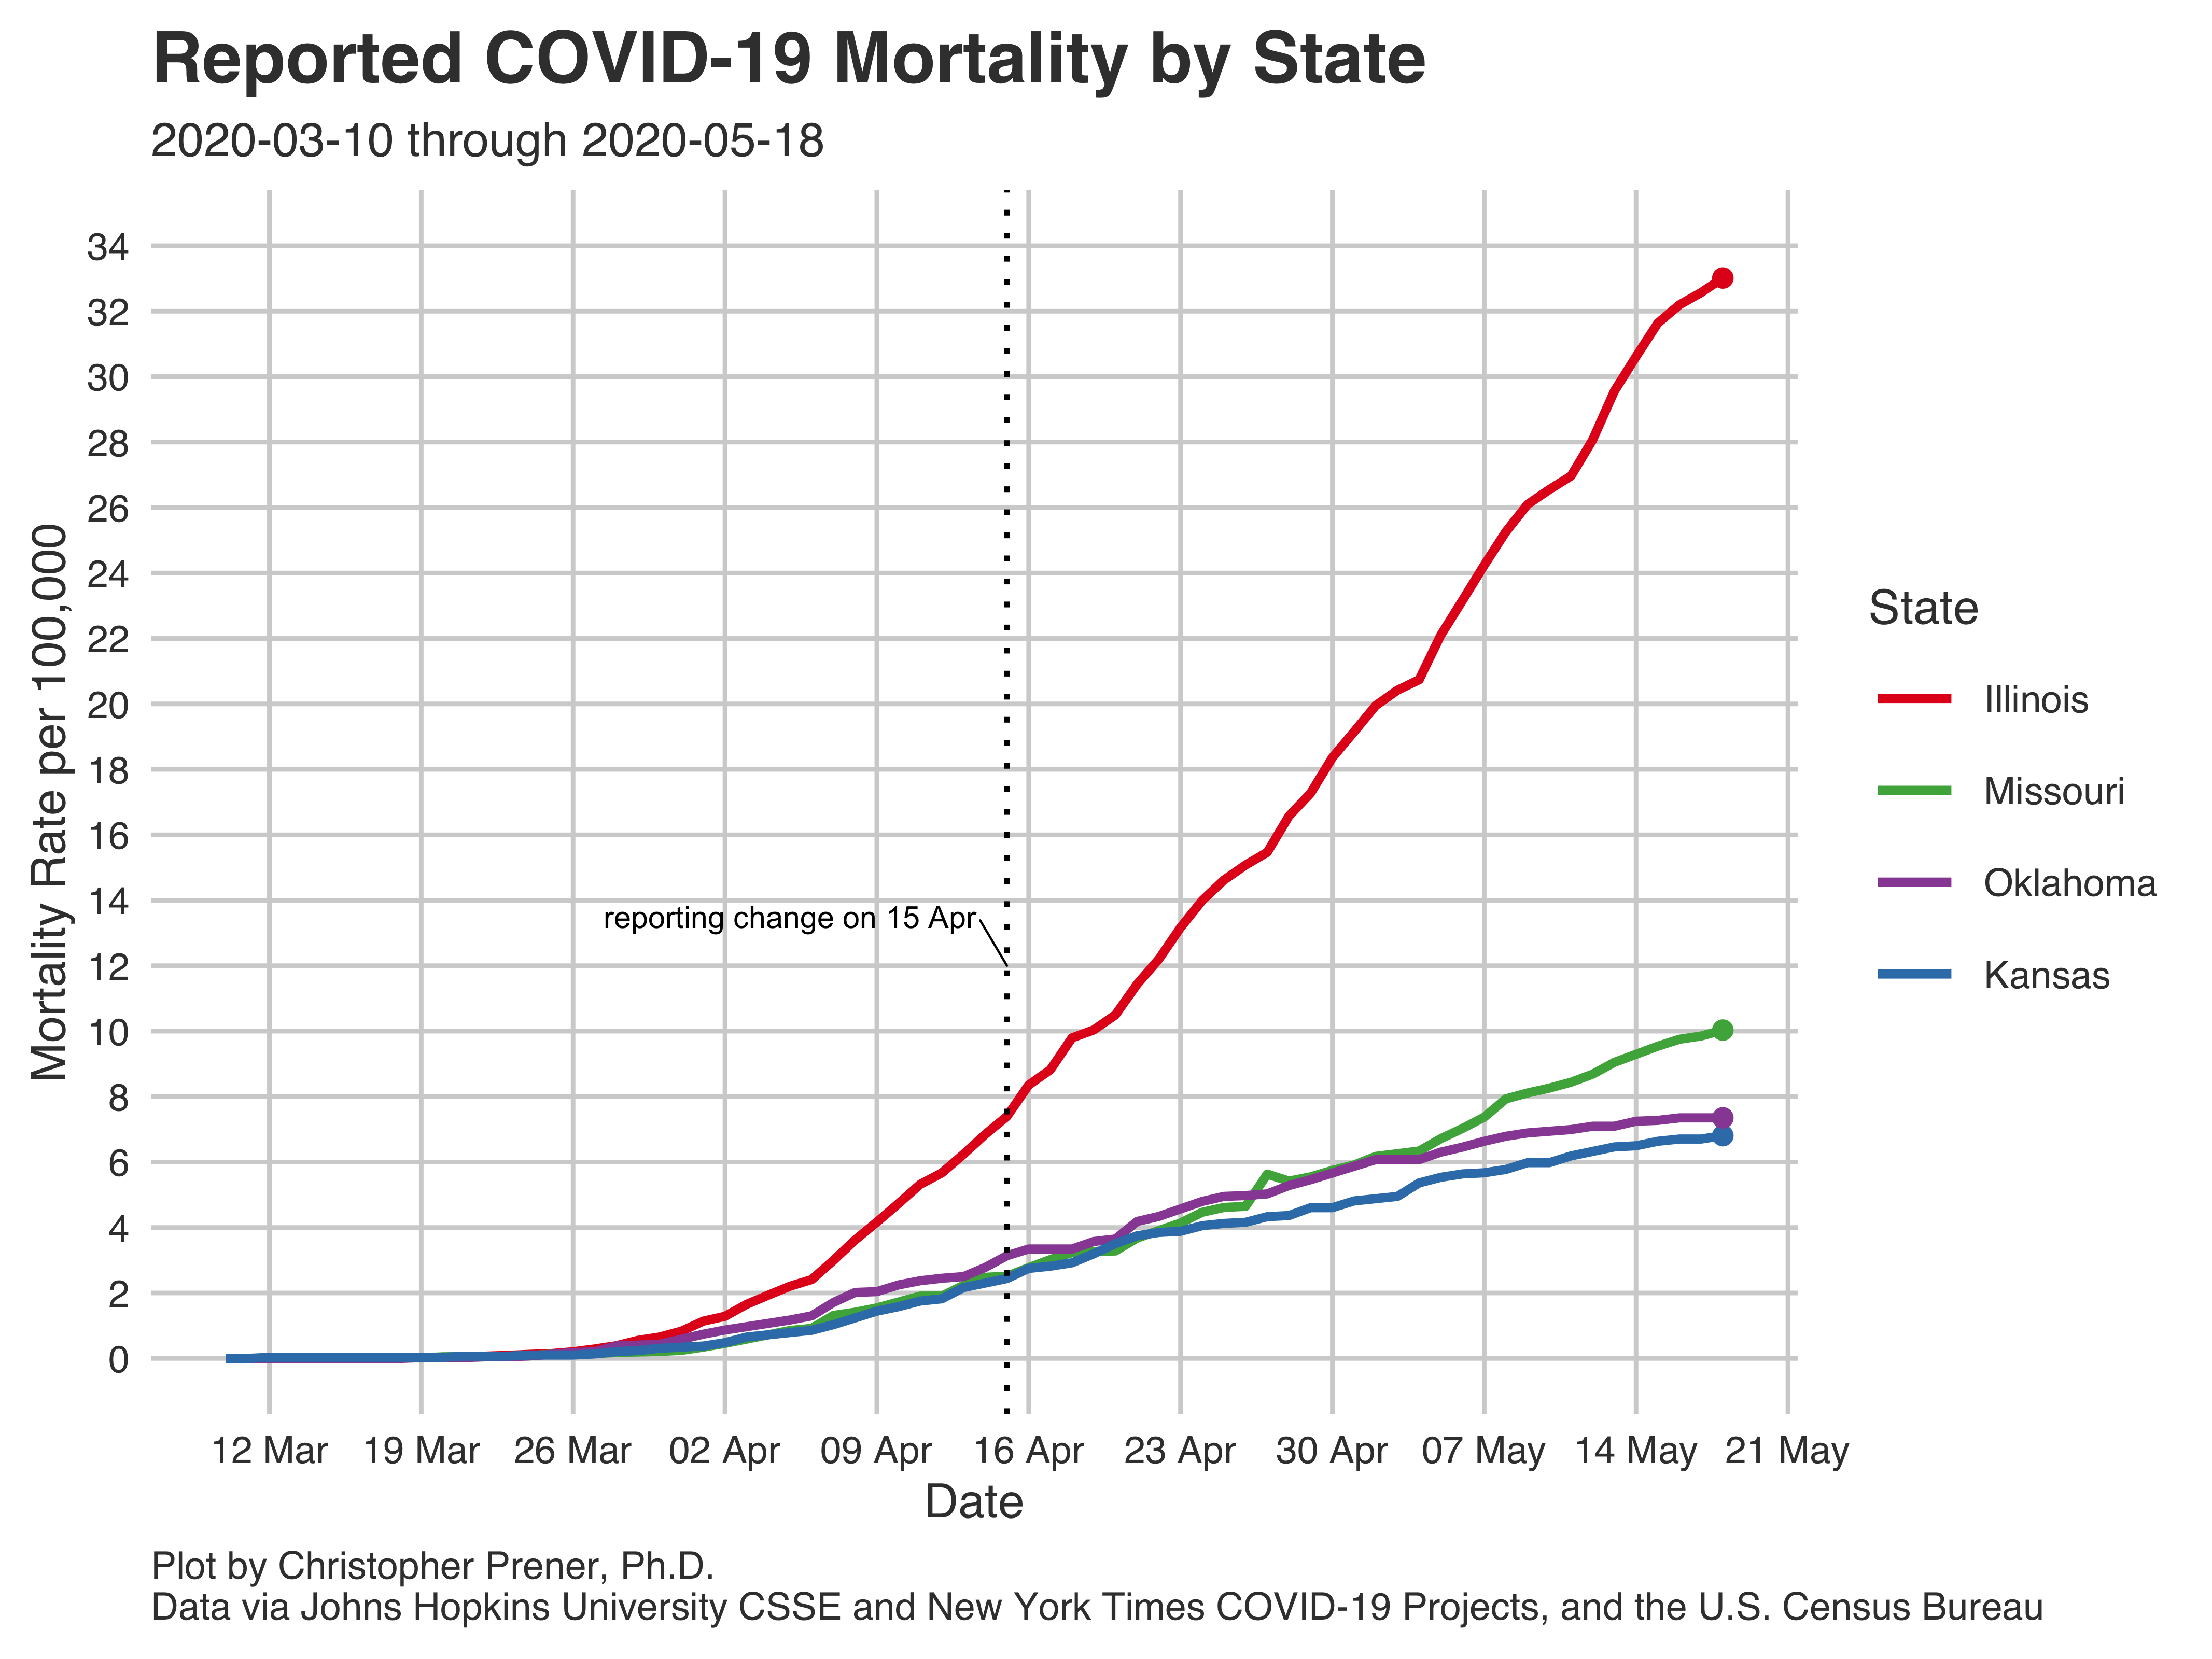 Reported COVID-19 Mortality by State
2020-03-10 through 2020-05-18
34
32
30
28
26
24
22
20
18
16
14
12
10
8
6
4
2
0
Mortality Rate per 100,000
reporting change on 15 Apr
12 Mar 19 Mar 26 Mar 02 Apr 09 Apr 16 Apr 23 Apr 30 Apr 07 May 14 May 21 May
Date
State
Illinois
Missouri
Oklahoma
Kansas
Plot by Christopher Prener, Ph.D.
Data via Johns Hopkins University CSSE and New York Times COVID-19 Projects, and the U.S. Census Bureau